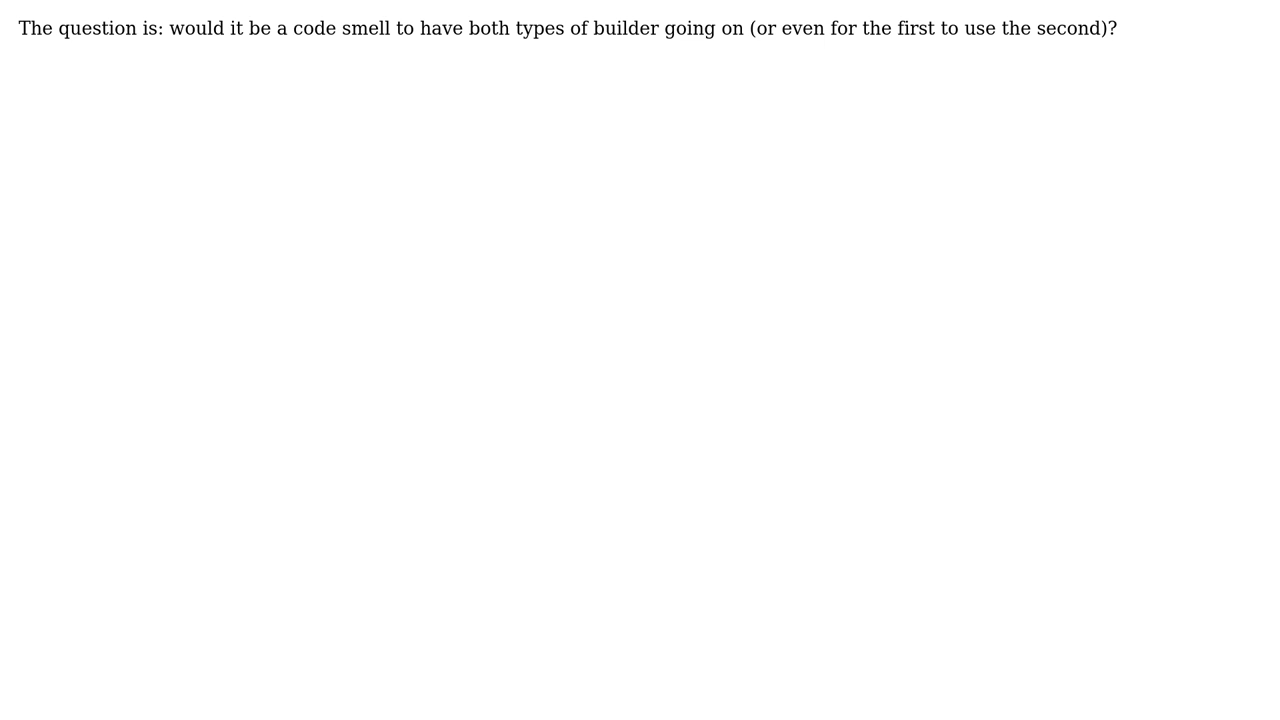 The question is: would it be a code smell to have both types of builder going on (or even for the first to use the second)?